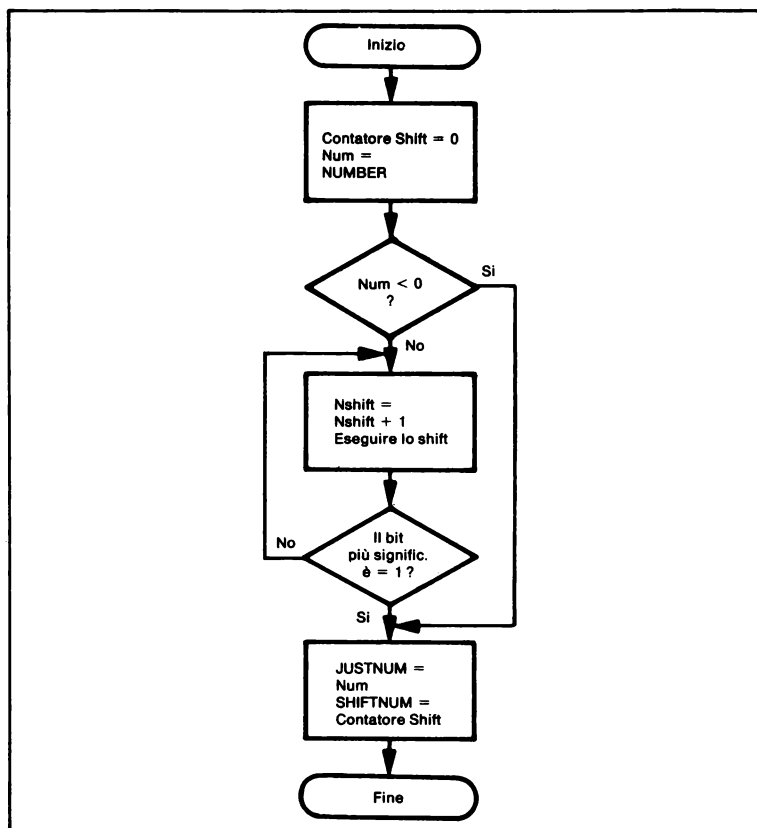 Inizio
Contatore Shift = 0
Num =
NUMBER
Num < 0
?
Si
No
Nshift =
Nshift + 1
Eseguire lo shift
Il bit
più signific.
è = 1 ?
No
Si
JUSTNUM =
Num
SHIFTNUM =
Contatore Shift
Fine